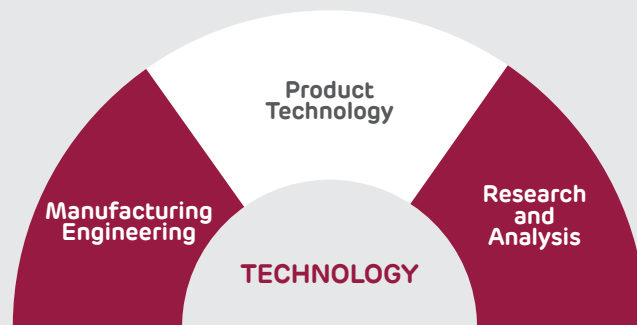 Product
Technology
Manufacturing
Engineering
Research
and
Analysis
TECHNOLOGY